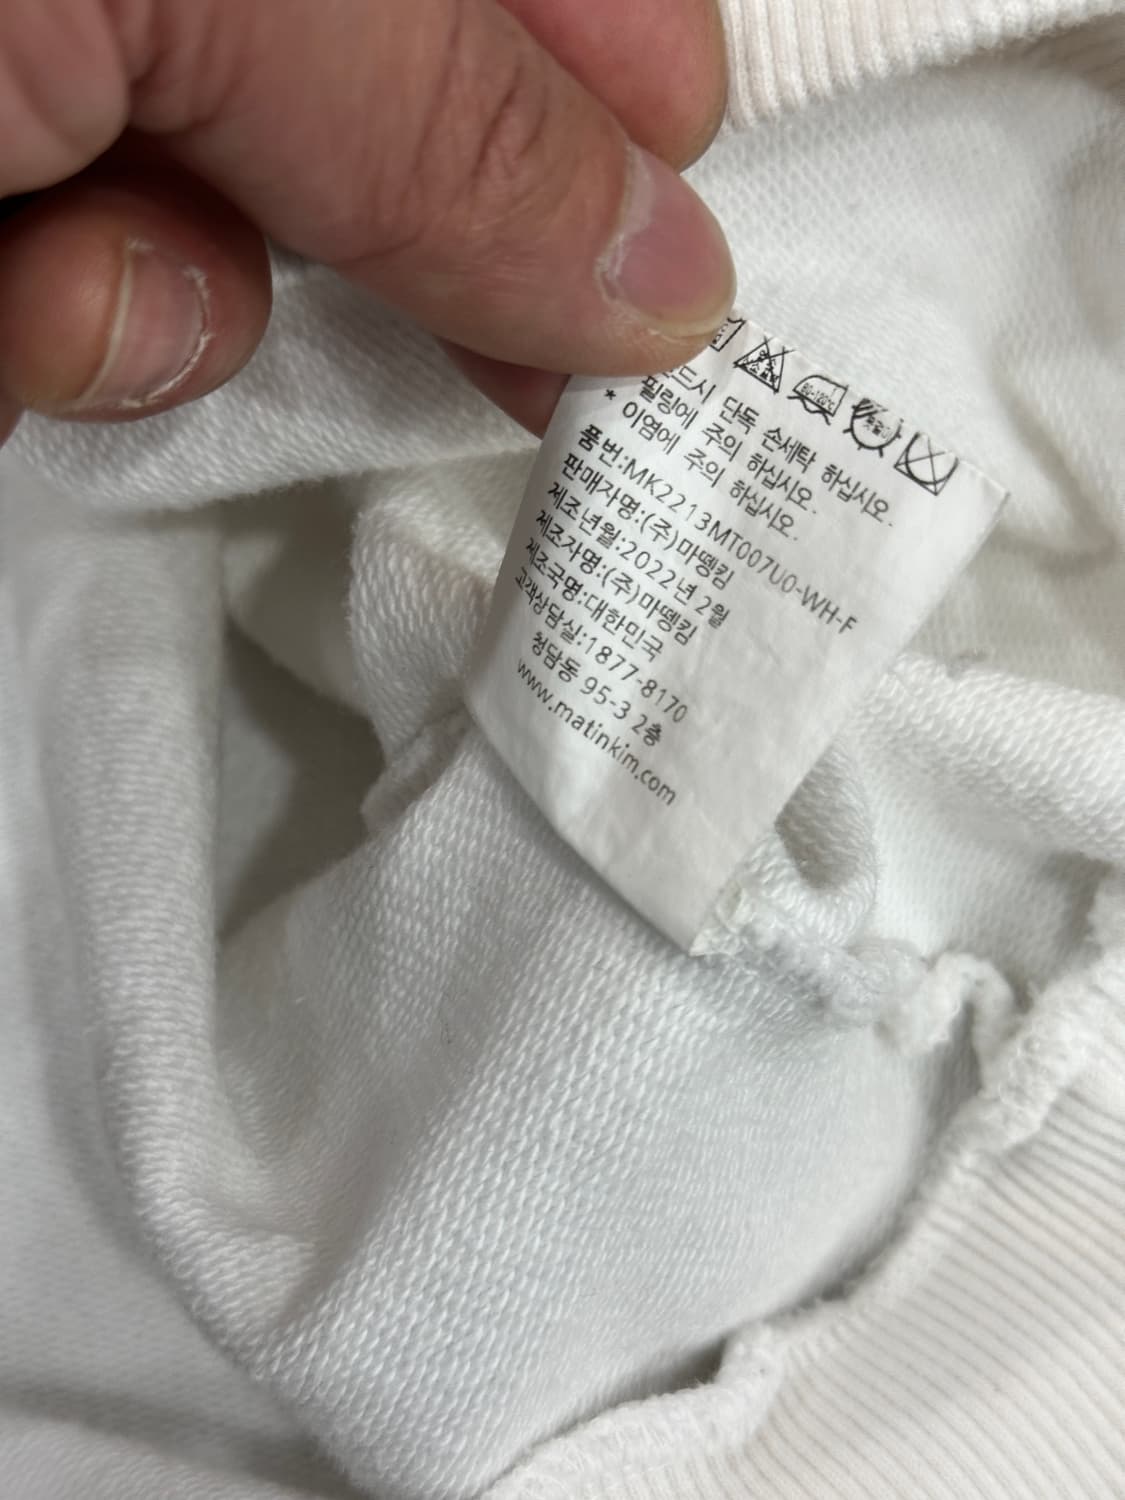 드시 단독 손세탁 하십시오.
필링에 주의 하십시오.
* 이염에 주의 하십시오.
품번:MK2213MT007U0-WH-F
판매자명:(주)마뗑킴
제조년월:2022년 2월
제조자명:(주)마뗑킴
제조국명:대한민국
고객상담실:1877-8170
청담동 95-3 2층
www.matinkim.com